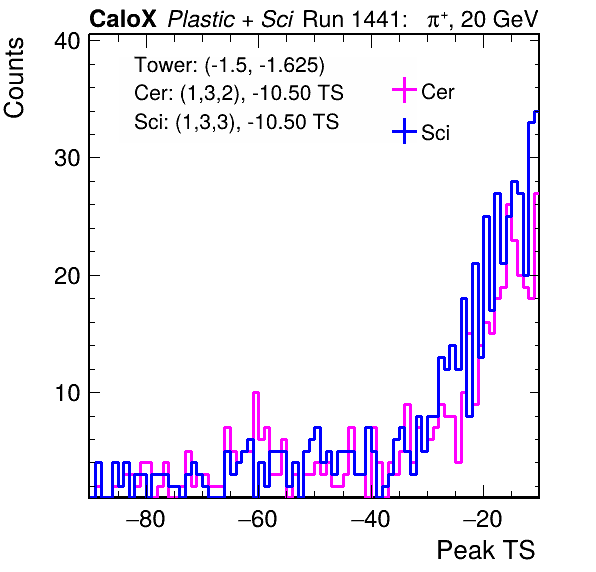 CaloX Plastic + Sci Run 1441: π+, 20 GeV
Counts
40
30
20
10
Tower: (-1.5, -1.625)
Cer: (1,3,2), -10.50 TS
Sci: (1,3,3), -10.50 TS
Cer
Sci
−80 −60 −40 −20
Peak TS